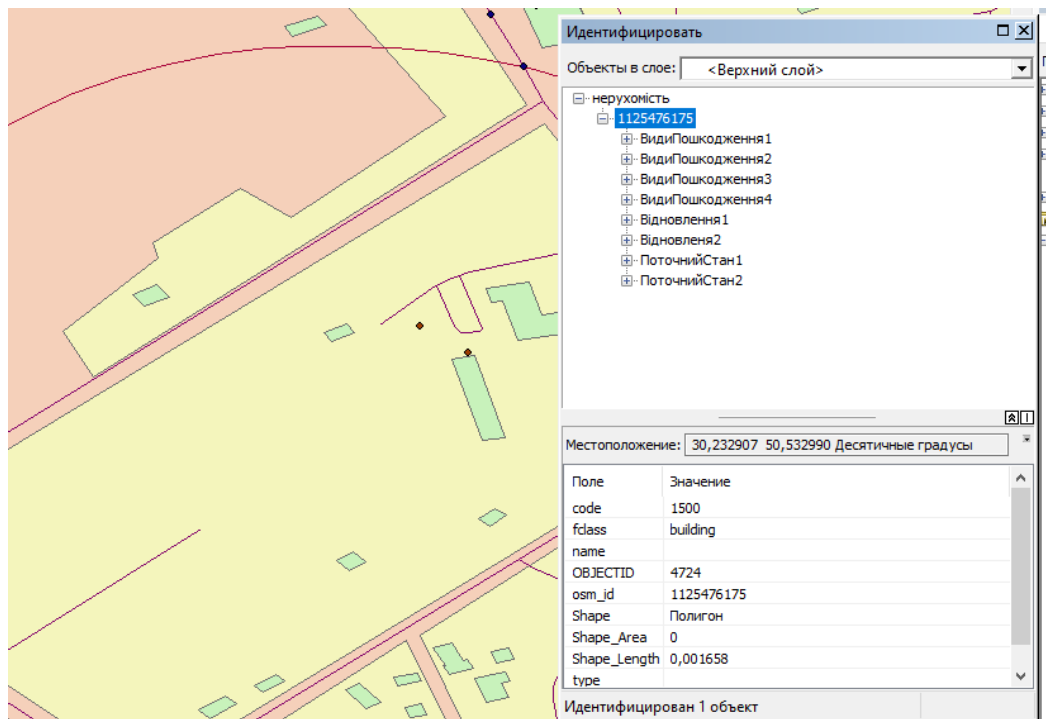 Идентифицировать
Объекты в слое: <Верхний слой>
нерухомість
1125476175
ВидиПошкодження1
ВидиПошкодження2
ВидиПошкодження3
ВидиПошкодження4
Відновлення1
Відновленя2
ПоточнийСтан1
ПоточнийСтан2
Местоположение: 30,232907 50,532990 Десятичные градусы
Поле Значение
code 1500
fclass building
name
OBJECTID 4724
osm_id 1125476175
Shape Полигон
Shape_Area 0
Shape_Length 0,001658
type
Идентифицирован 1 объект